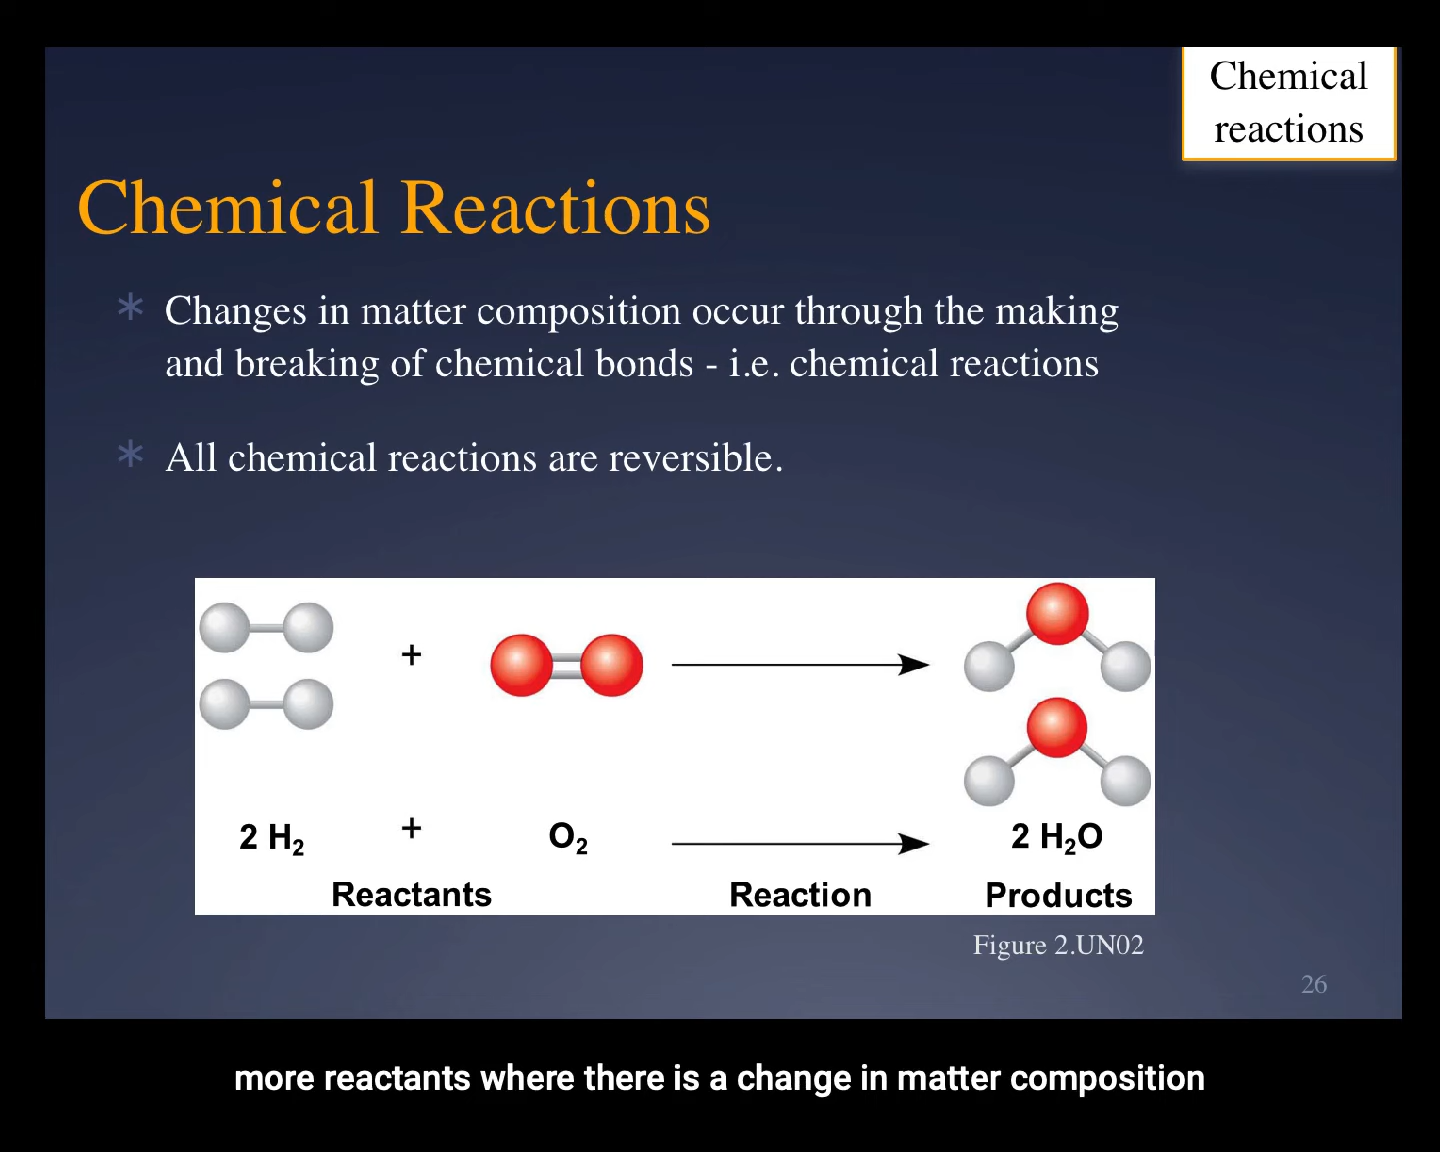 Chemical
reactions
Chemical Reactions
* Changes in matter composition occur through the making
and breaking of chemical bonds - i.e. chemical reactions
* All chemical reactions are reversible.
+
2 H₂ + O₂ 2 H₂O
Reactants Reaction Products
Figure 2.UN02
26
more reactants where there is a change in matter composition